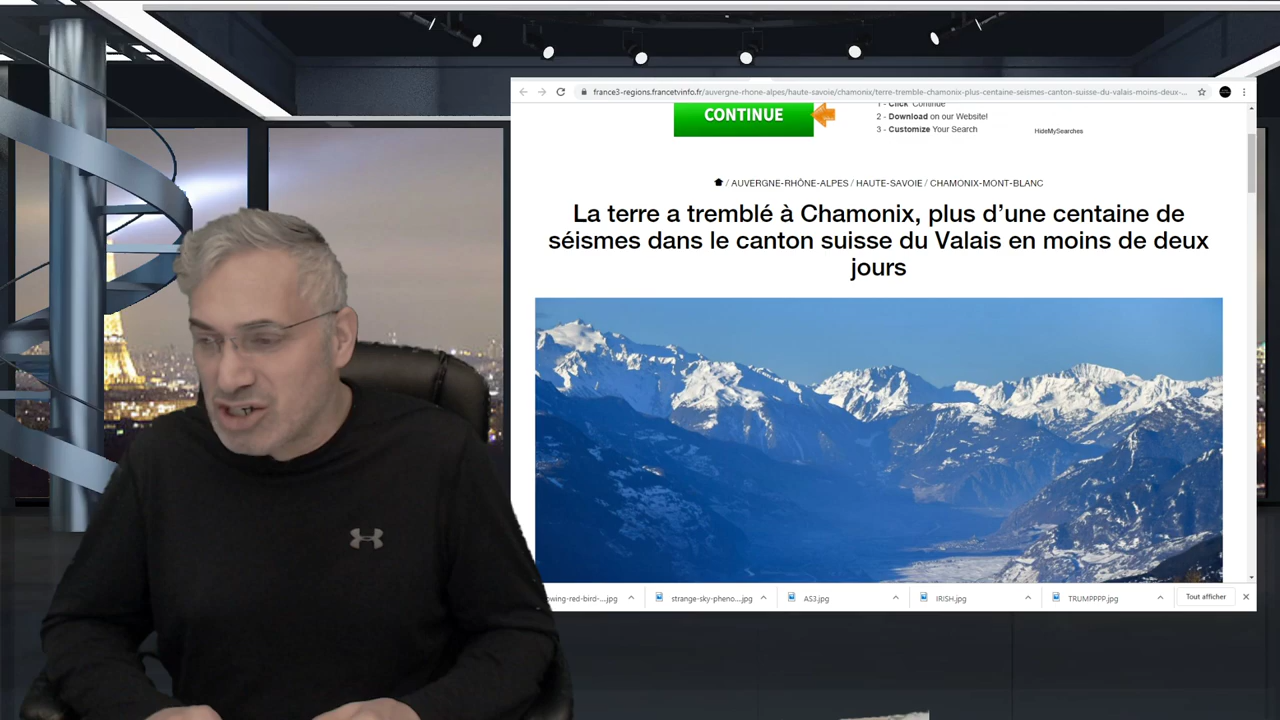 france3-regions.francetvinfo.fr/auvergne-rhone-alpes/haute-savoie/chamonix/terre-tremble-chamonix-plus-centaine-seismes-canton-suisse-du-valais-moins-deux-...
CONTINUE
1 - Click 'Continue'
2 - Download on our Website!
3 - Customize Your Search
HideMySearches
/ AUVERGNE-RHÔNE-ALPES / HAUTE-SAVOIE / CHAMONIX-MONT-BLANC
La terre a tremblé à Chamonix, plus d'une centaine de
séismes dans le canton suisse du Valais en moins de deux
jours
owing-red-bird-...jpg
strange-sky-pheno...jpg
AS3.jpg
IRISH.jpg
TRUMPPPP.jpg
Tout afficher